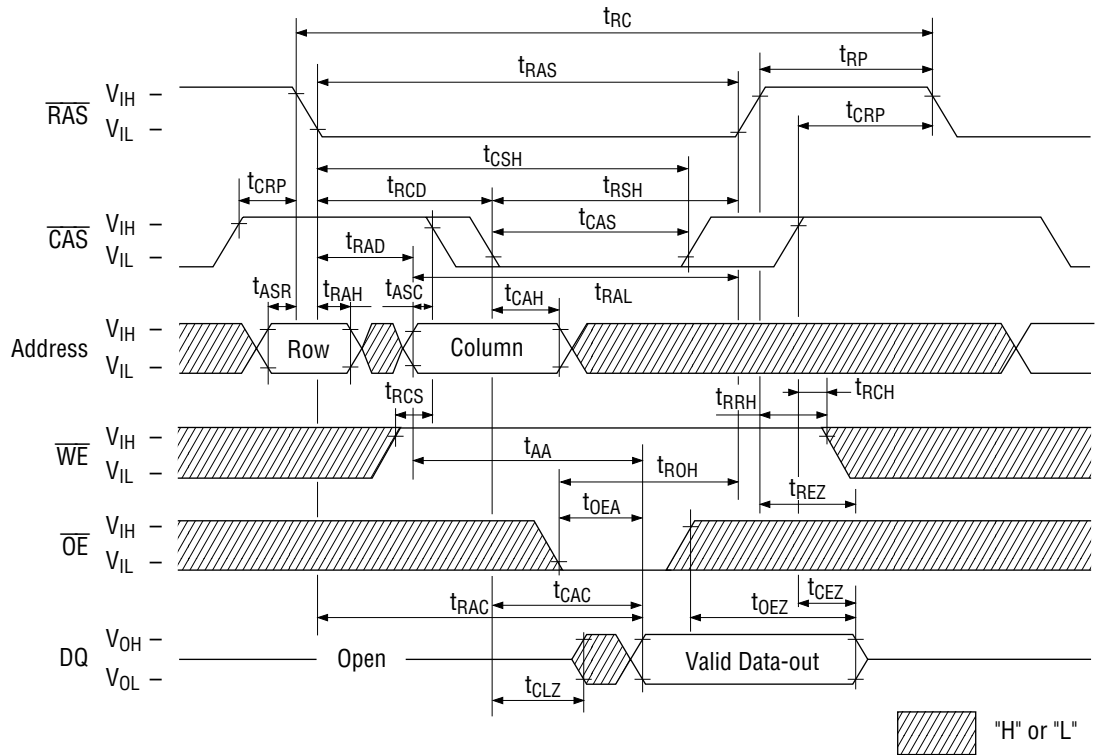 tRC
tRP
tRAS
RAS
VIH
VIL
tCRP
tCSH
tCRP
tRCD
tRSH
CAS
VIH
VIL
tCAS
tRAD
tRAL
tASR
tRAH
tASC
tCAH
Address
VIH
VIL
Row
Column
tRCS
tRRH
tRCH
WE
VIH
VIL
tAA
tROH
tOEA
tREZ
OE
VIH
VIL
tCAC
tRAC
tOEZ
tCEZ
DQ
VOH
VOL
Open
Valid Data-out
tCLZ
"H" or "L"